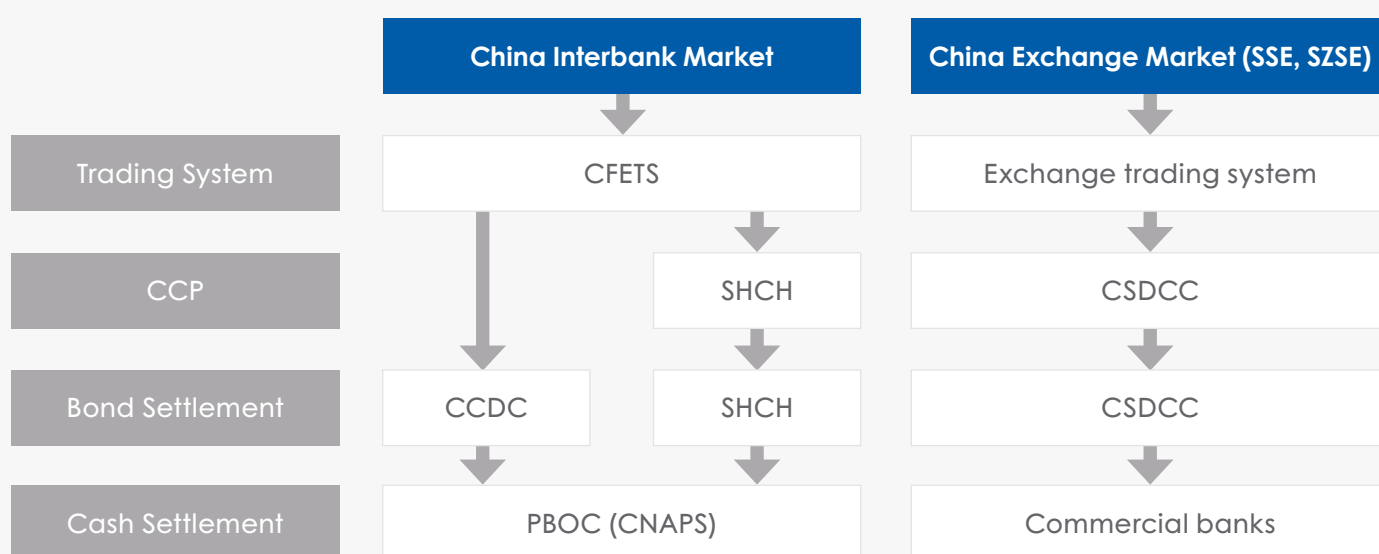 China Interbank Market
China Exchange Market (SSE, SZSE)
Trading System
CFETS
Exchange trading system
CCP
SHCH
CSDCC
Bond Settlement
CCDC
SHCH
CSDCC
Cash Settlement
PBOC (CNAPS)
Commercial banks